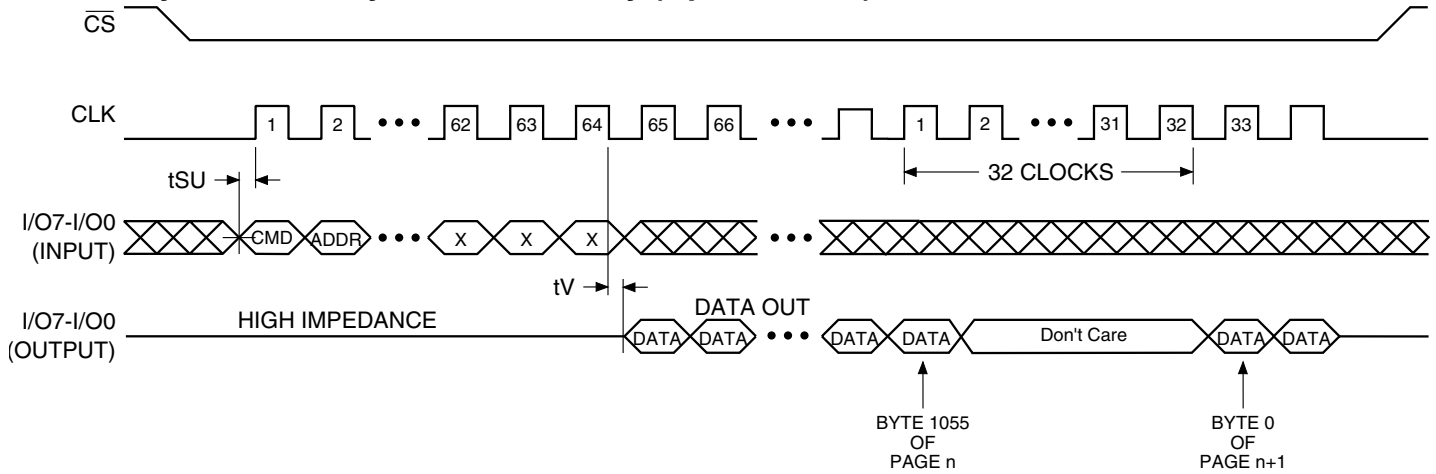 CS
CLK
1 2 ••• 62 63 64 65 66 ••• 1 2 ••• 31 32 33
tSU
32 CLOCKS
I/O7-I/O0
(INPUT)
CMD ADDR ••• X X X •••
tV
DATA OUT
I/O7-I/O0
(OUTPUT)
HIGH IMPEDANCE
DATA DATA ••• DATA DATA Don't Care DATA DATA
BYTE 1055
OF
PAGE n
BYTE 0
OF
PAGE n+1